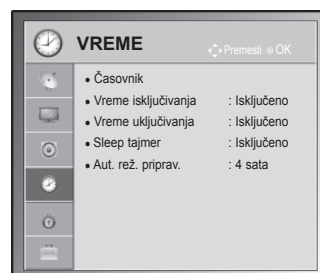 VREME
Premesti OK
• Časovnik
• Vreme isključivanja : Isključeno
• Vreme uključivanja : Isključeno
• Sleep tajmer : Isključeno
• Aut. rež. priprav. : 4 sata